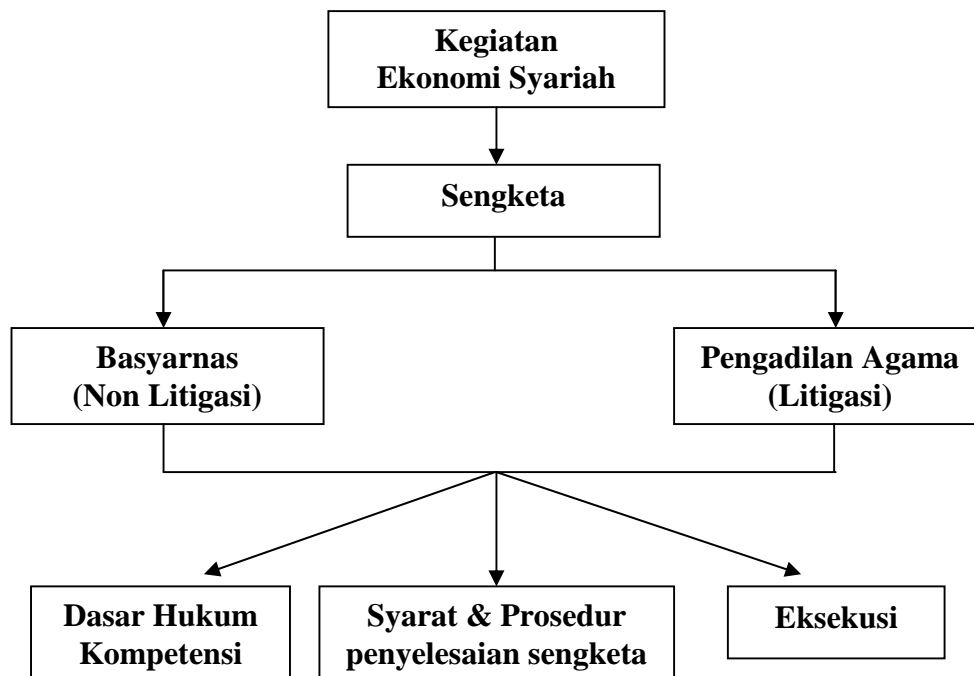 Kegiatan
Ekonomi Syariah
Sengketa
Basyarnas
(Non Litigasi)
Pengadilan Agama
(Litigasi)
Dasar Hukum
Kompetensi
Syarat & Prosedur
penyelesaian sengketa
Eksekusi